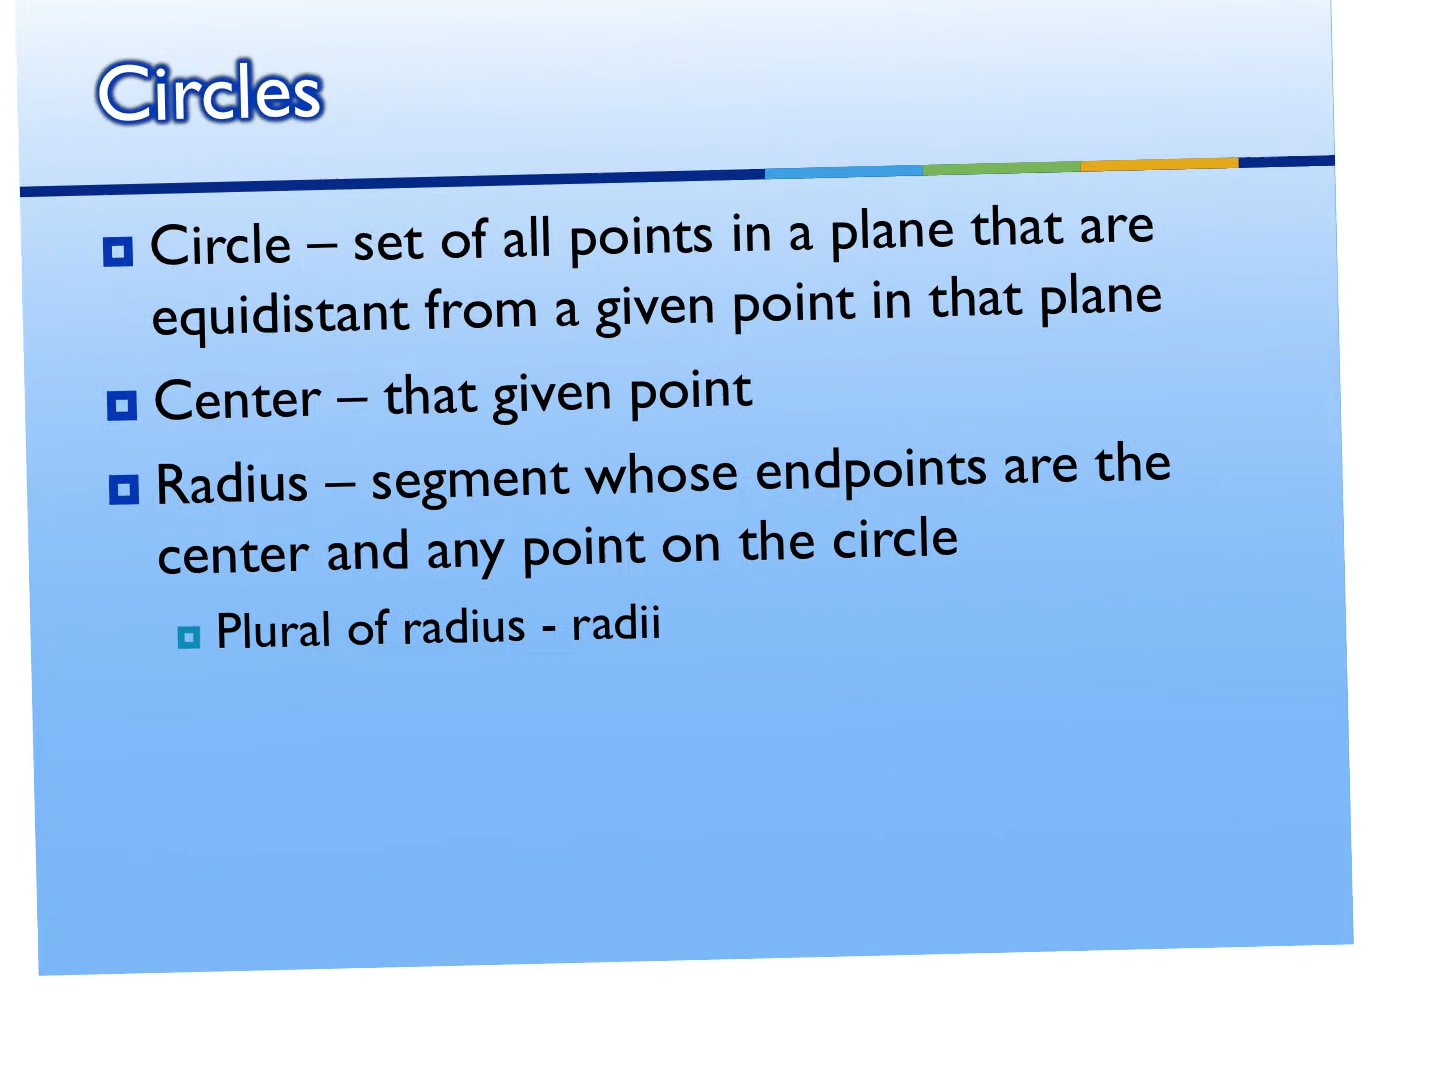 Circles
Circle – set of all points in a plane that are
equidistant from a given point in that plane
Center – that given point
Radius – segment whose endpoints are the
center and any point on the circle
Plural of radius - radii